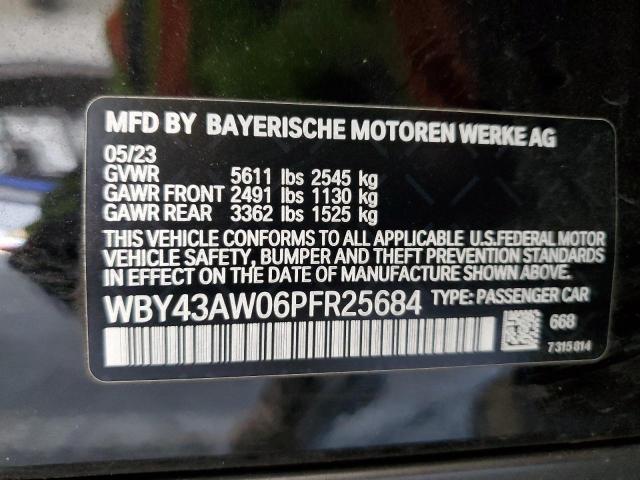 MFD BY BAYERISCHE MOTOREN WERKE AG
05/23
GVWR 5611 lbs 2545 kg
GAWR FRONT 2491 lbs 1130 kg
GAWR REAR 3362 lbs 1525 kg
THIS VEHICLE CONFORMS TO ALL APPLICABLE U.S.FEDERAL MOTOR
VEHICLE SAFETY, BUMPER AND THEFT PREVENTION STANDARDS
IN EFFECT ON THE DATE OF MANUFACTURE SHOWN ABOVE.
WBY43AW06PFR25684 TYPE: PASSENGER CAR
668
7315814